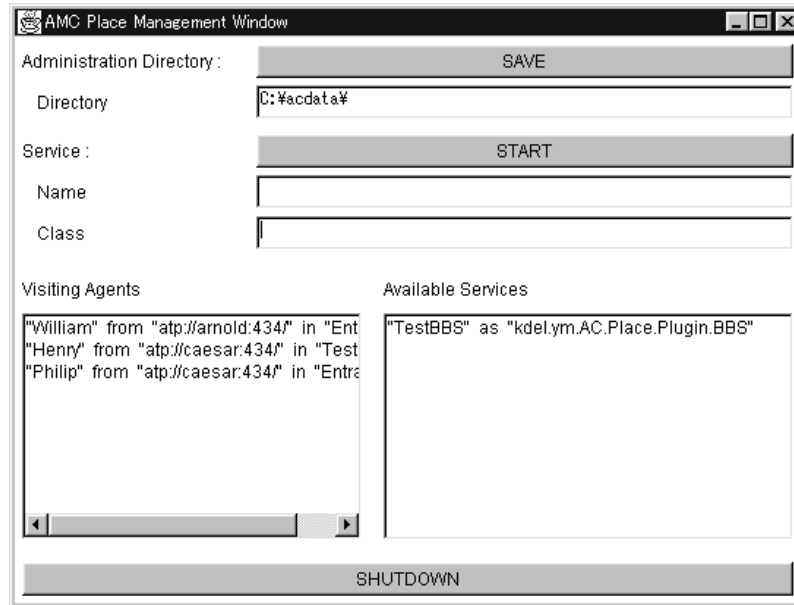 AMC Place Management Window
Administration Directory : SAVE
Directory C:¥acdata¥
Service : START
Name
Class
Visiting Agents Available Services
"William" from "atp://arnold:434/" in "Ent
"Henry" from "atp://caesar:434/" in "Test
"Philip" from "atp://caesar:434/" in "Entra
"TestBBS" as "kdel.ym.AC.Place.Plugin.BBS"
SHUTDOWN